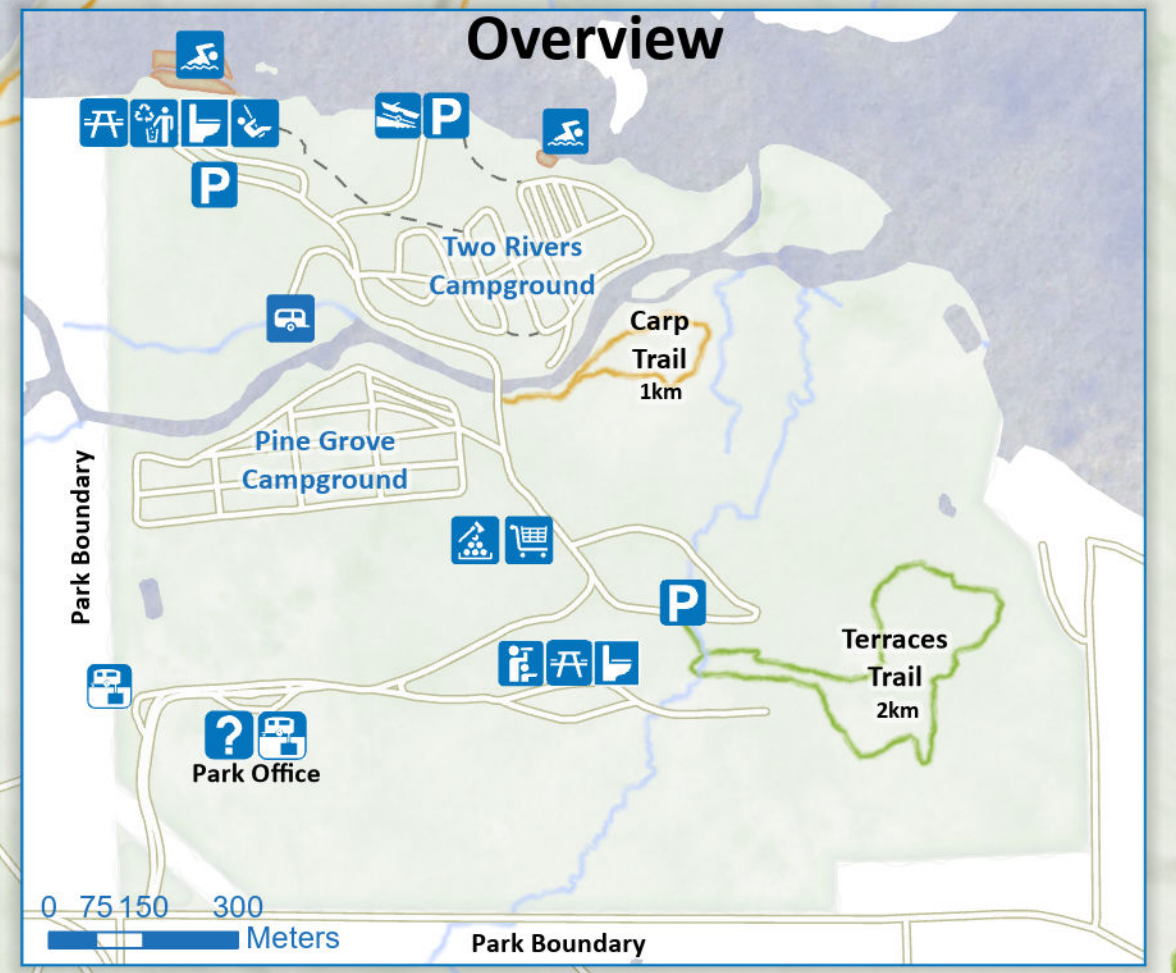 Overview
P
P
Two Rivers
Campground
Carp
Trail
1km
Pine Grove
Campground
Park Boundary
P
Terraces
Trail
2km
?
Park Office
0 75 150 300
Meters
Park Boundary